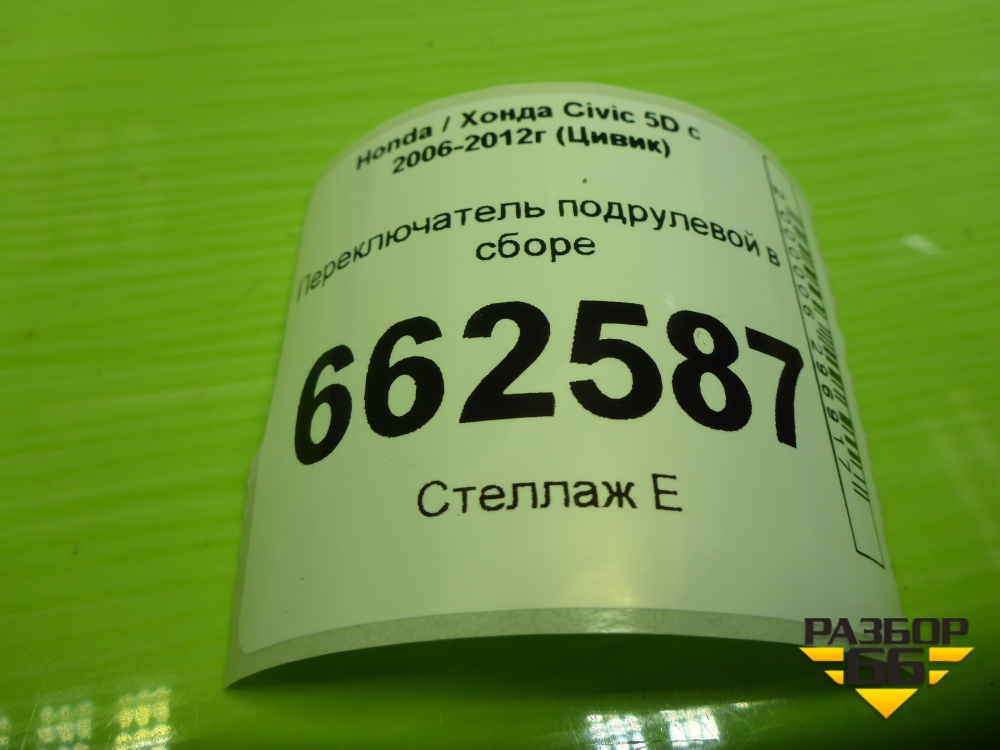 Honda / Хонда Civic 5D с
2006-2012г (Цивик)
Переключатель подрулевой в
сборе
662587
Стеллаж Е
РАЗБОР
66